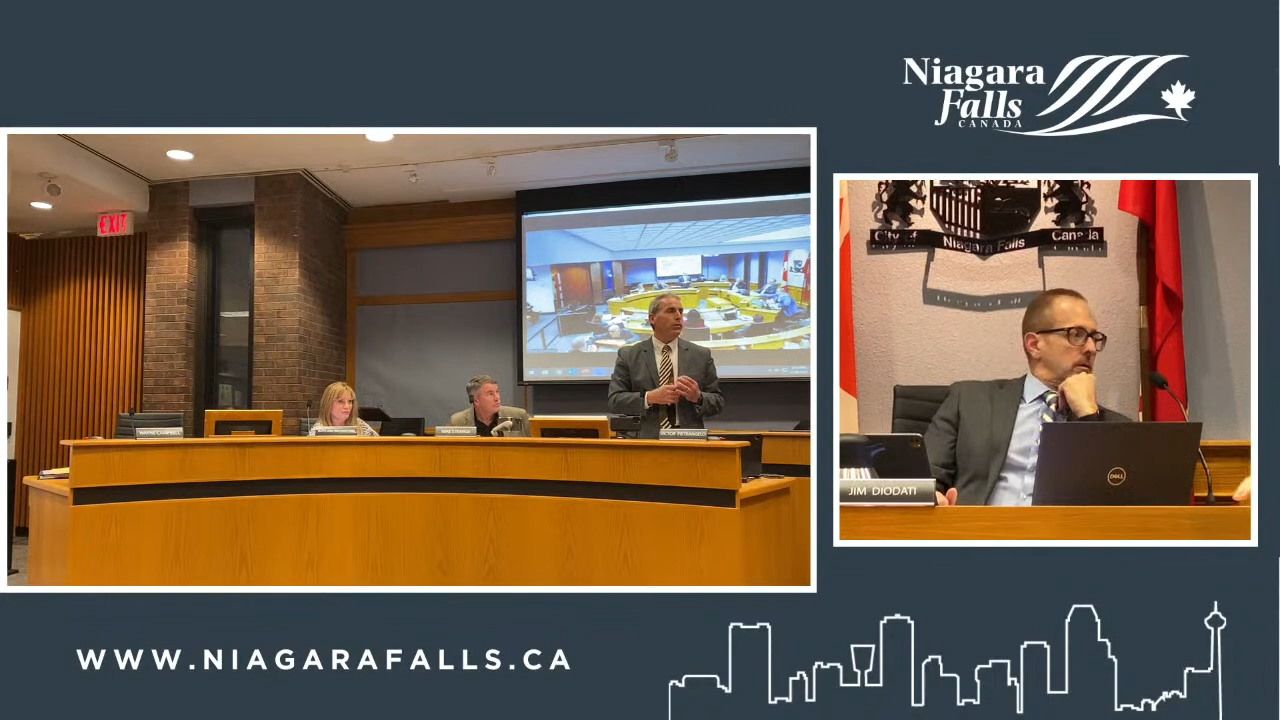 Niagara
Falls
CANADA
EXIT
City of
Niagara Falls
Canada
WAYNE CAMPBELL
MIKE STRANGE
VICTOR PIETRANGELO
DELL
JIM DIODATI
WWW.NIAGARAFALLS.CA